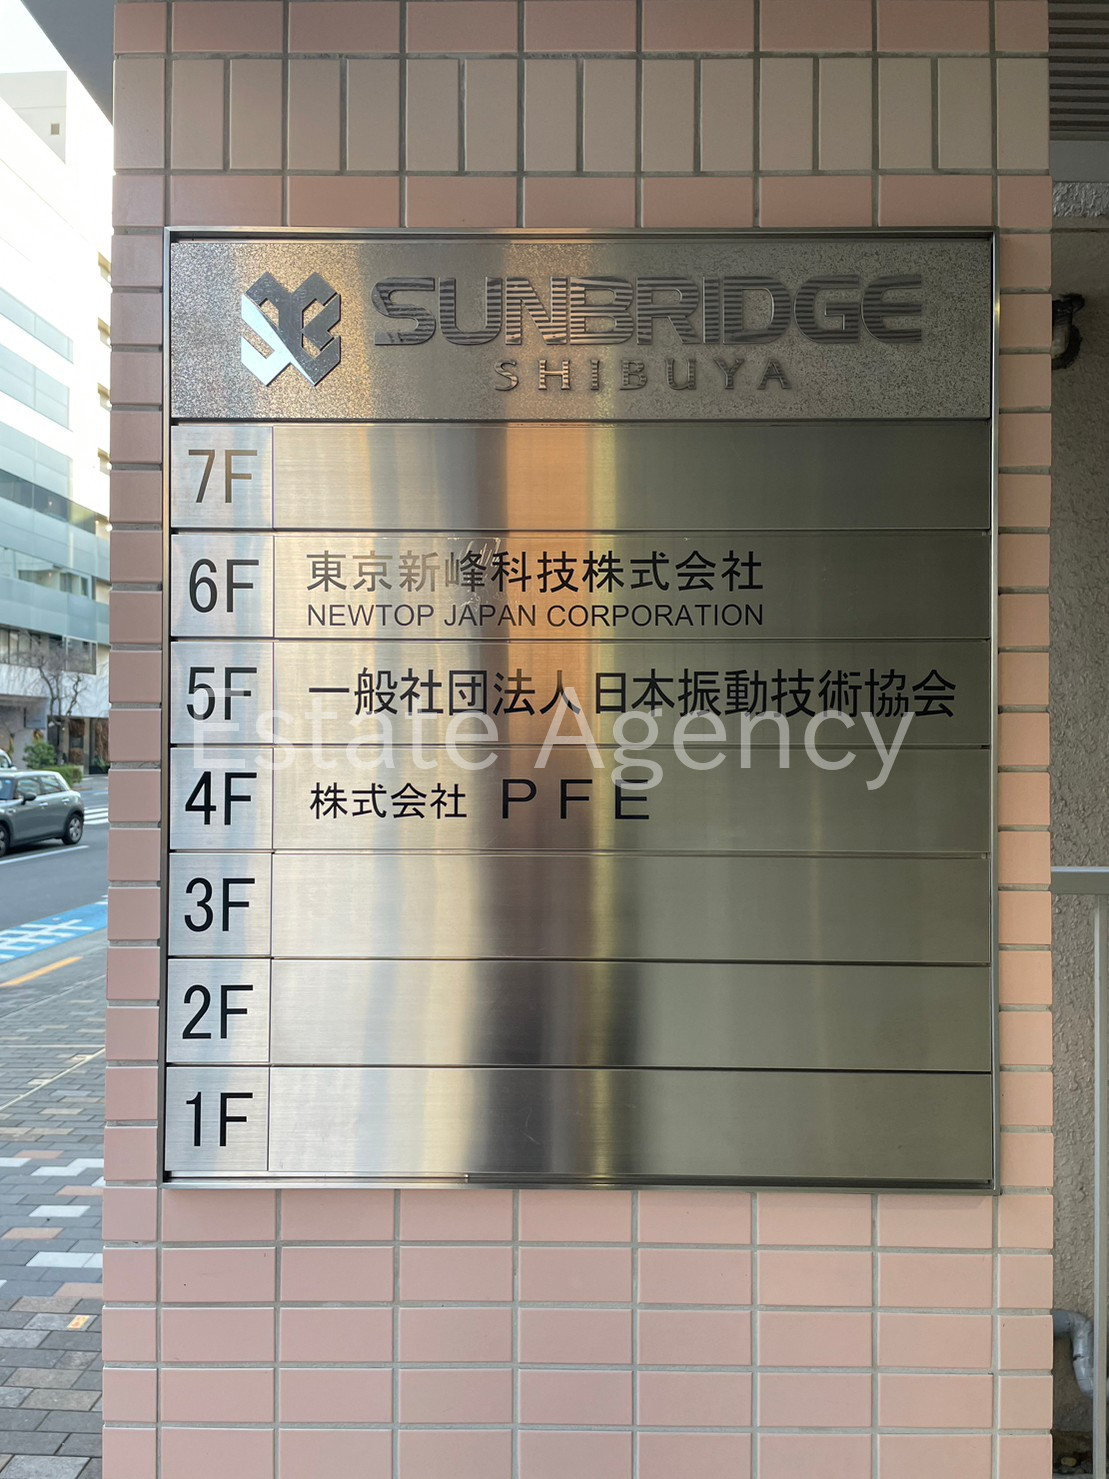 SUNBRIDGE
SHIBUYA
7F
6F 東京新峰科技株式会社
NEWTOP JAPAN CORPORATION
5F 一般社団法人日本振動技術協会
Estate Agency
4F 株式会社 PFE
3F
2F
1F